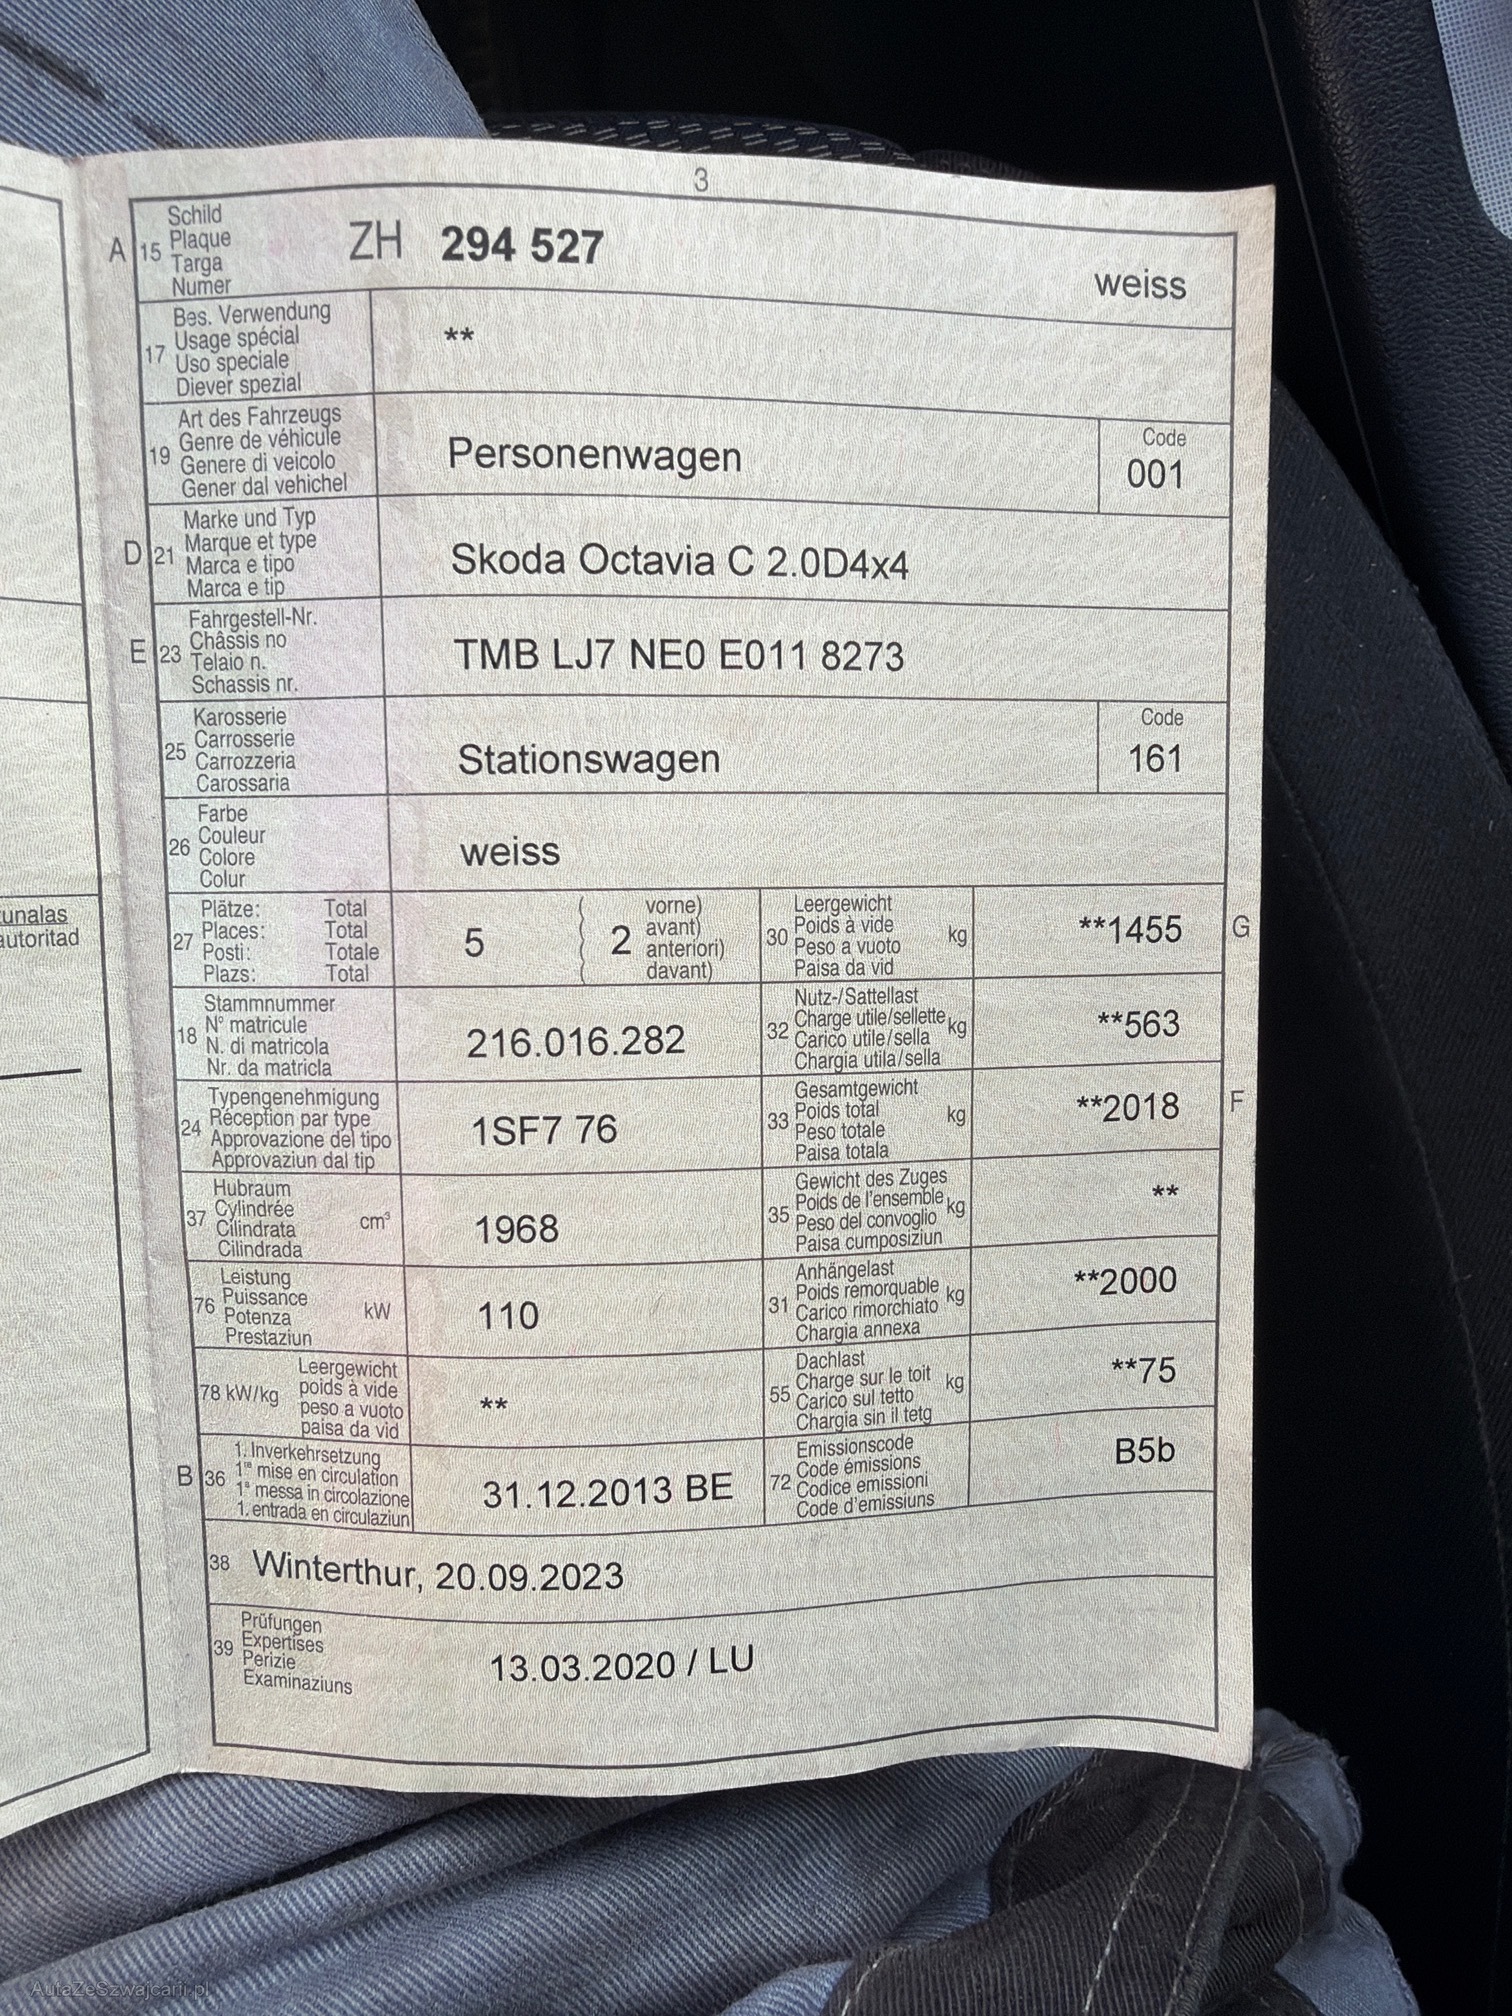 3
A 15 Schild
Plaque
Targa
Numer
ZH 294 527
weiss
17 Bes. Verwendung
Usage spécial
Uso speciale
Diever spezial
**
19 Art des Fahrzeugs
Genre de véhicule
Genere di veicolo
Gener dal vehichel
Personenwagen
Code
001
D 21 Marke und Typ
Marque et type
Marca e tipo
Marca e tip
Skoda Octavia C 2.0D4x4
E 23 Fahrgestell-Nr.
Châssis no
Telaio n.
Schassis nr.
TMB LJ7 NE0 E011 8273
25 Karosserie
Carrosserie
Carrozzeria
Carossaria
Stationswagen
Code
161
26 Farbe
Couleur
Colore
Colur
weiss
27 Plätze: Total
Places: Total
Posti: Totale
Plazs: Total
5
( 2 vorne)
avant)
anteriori)
davant)
30 Leergewicht
Poids à vide
Peso a vuoto
Paisa da vid
kg
**1455
G
18 Stammnummer
N° matricule
N. di matricola
Nr. da matricla
216.016.282
32 Nutz-/Sattellast
Charge utile/sellette
Carico utile/sella
Chargia utila/sella
kg
**563
24 Typengenehmigung
Réception par type
Approvazione del tipo
Approvaziun dal tip
1SF7 76
33 Gesamtgewicht
Poids total
Peso totale
Paisa totala
kg
**2018
F
37 Hubraum
Cylindrée
Cilindrata
Cilindrada
cm³
1968
35 Gewicht des Zuges
Poids de l'ensemble
Peso del convoglio
Paisa cumposiziun
kg
**
76 Leistung
Puissance
Potenza
Prestaziun
kW
110
31 Anhängelast
Poids remorquable
Carico rimorchiato
Chargia annexa
kg
**2000
78 kW/kg Leergewicht
poids à vide
peso a vuoto
paisa da vid
**
55 Dachlast
Charge sur le toit
Carico sul tetto
Chargia sin il tetg
kg
**75
B 36 1. Inverkehrsetzung
1re mise en circulation
1a messa in circolazione
1. entrada en circulaziun
31.12.2013 BE
72 Emissionscode
Code émissions
Codice emissioni
Code d'emissiuns
B5b
38 Winterthur, 20.09.2023
39 Prüfungen
Expertises
Perizie
Examinaziuns
13.03.2020 / LU
autoritad
AutaZeSzwajcarii.pl